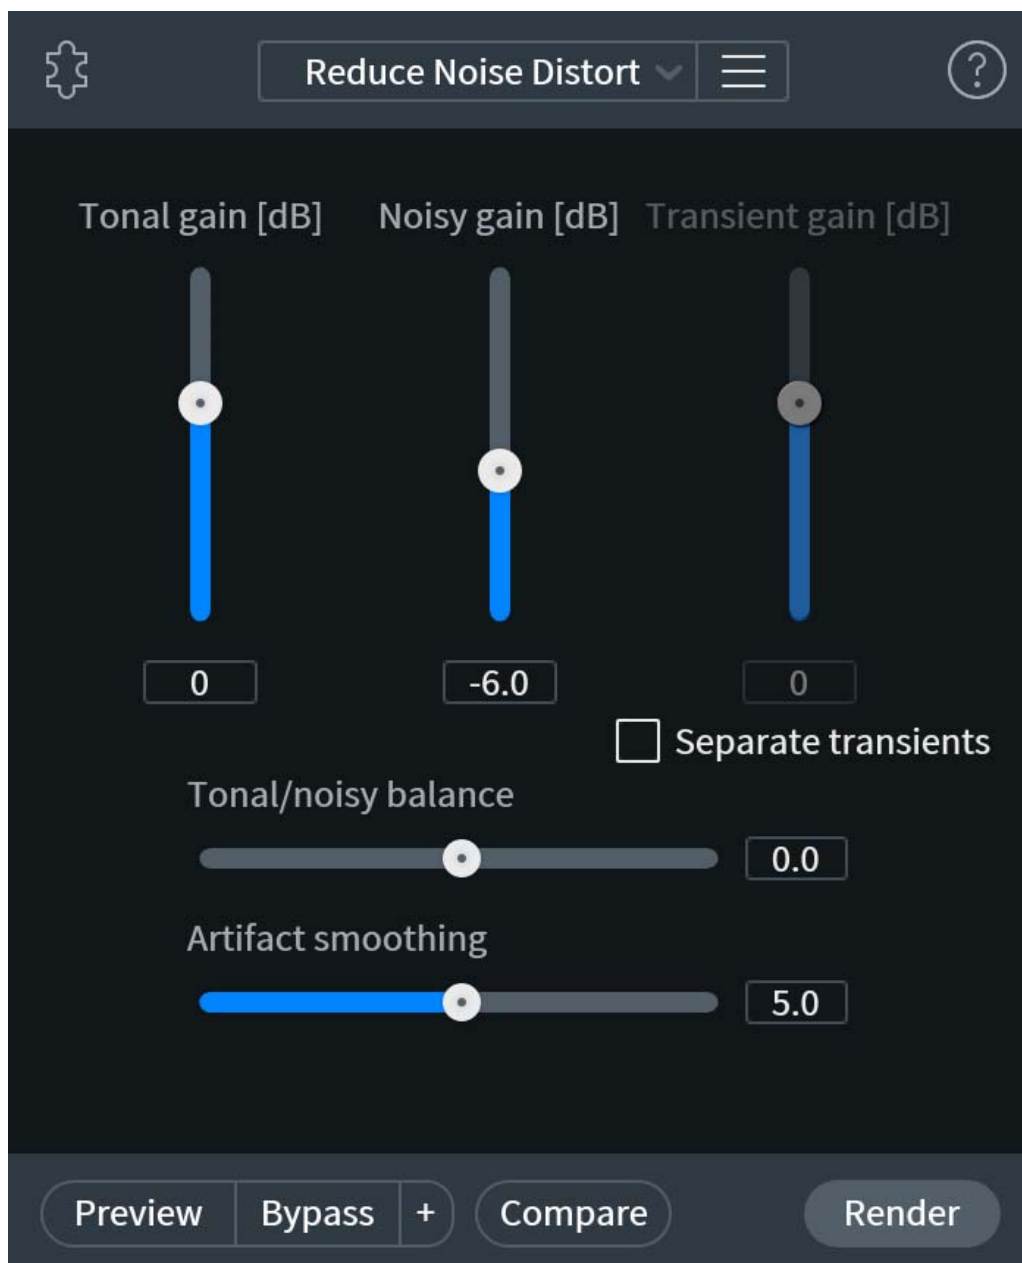 Reduce Noise Distort
?
Tonal gain [dB] Noisy gain [dB] Transient gain [dB]
0 -6.0 0
Separate transients
Tonal/noisy balance
0.0
Artifact smoothing
5.0
Preview Bypass + Compare Render